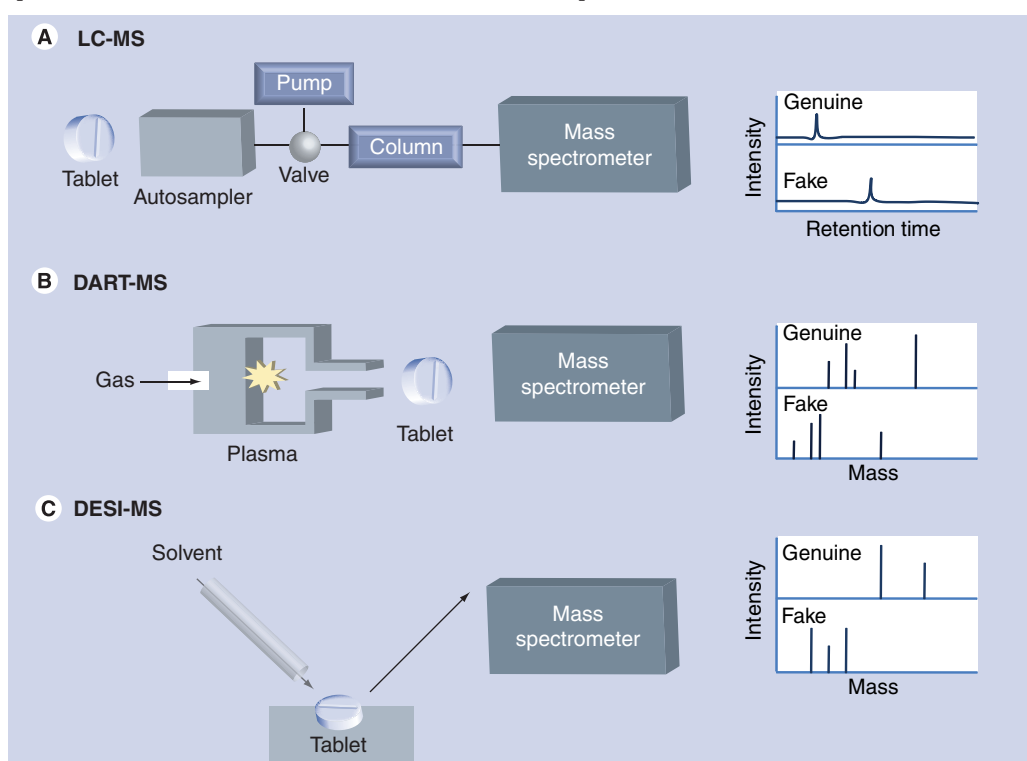 A LC-MS
Pump
Column
Valve
Tablet
Autosampler
Mass
spectrometer
Intensity
Genuine
Fake
Retention time
B DART-MS
Gas
Plasma
Tablet
Mass
spectrometer
Intensity
Genuine
Fake
Mass
C DESI-MS
Solvent
Tablet
Mass
spectrometer
Intensity
Genuine
Fake
Mass